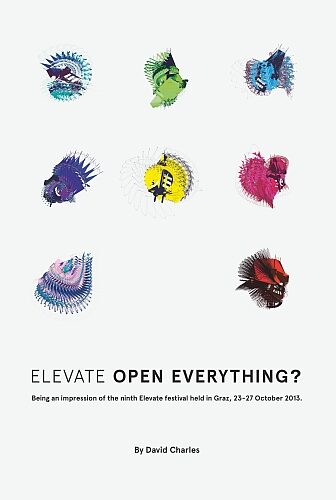 ELEVATE OPEN EVERYTHING?
Being an impression of the ninth Elevate festival held in Graz, 23-27 October 2013.
By David Charles